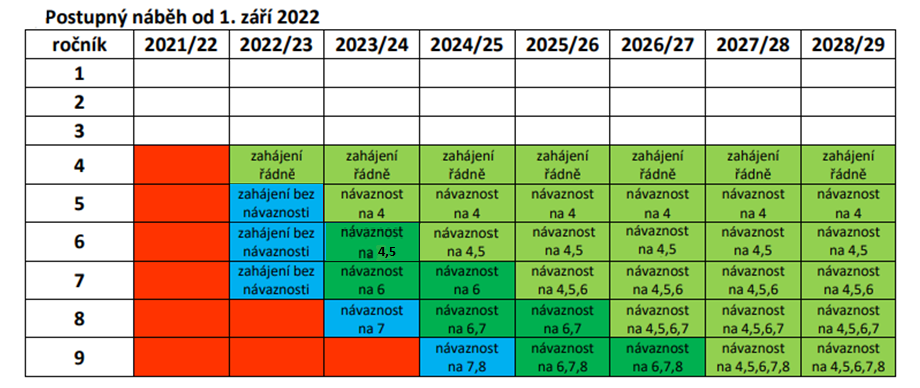 Postupný náběh od 1. září 2022
ročník 2021/22 2022/23 2023/24 2024/25 2025/26 2026/27 2027/28 2028/29
1
2
3
4 zahájení řádně zahájení řádně zahájení řádně zahájení řádně zahájení řádně zahájení řádně zahájení řádně
5 zahájení bez návaznosti návaznost na 4 návaznost na 4 návaznost na 4 návaznost na 4 návaznost na 4 návaznost na 4
6 zahájení bez návaznosti návaznost na 4,5 návaznost na 4,5 návaznost na 4,5 návaznost na 4,5 návaznost na 4,5 návaznost na 4,5
7 zahájení bez návaznosti návaznost na 6 návaznost na 6 návaznost na 4,5,6 návaznost na 4,5,6 návaznost na 4,5,6 návaznost na 4,5,6
8 návaznost na 7 návaznost na 6,7 návaznost na 6,7 návaznost na 4,5,6,7 návaznost na 4,5,6,7 návaznost na 4,5,6,7
9 návaznost na 7,8 návaznost na 6,7,8 návaznost na 6,7,8 návaznost na 4,5,6,7,8 návaznost na 4,5,6,7,8